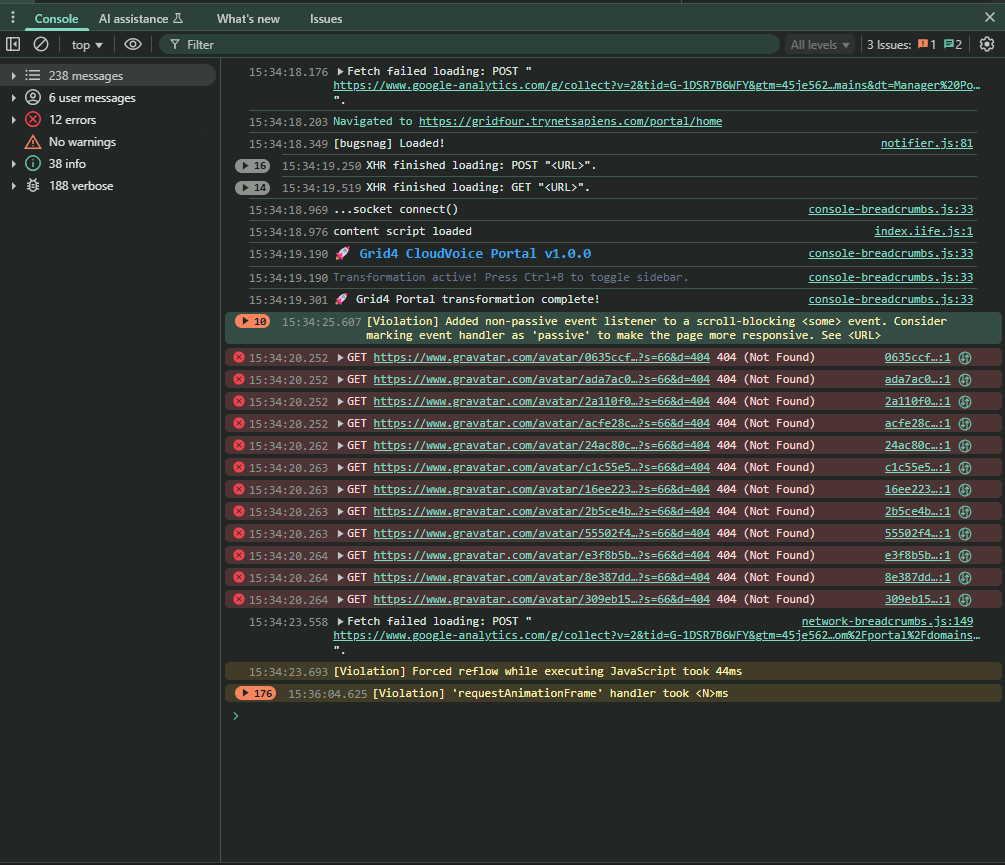 Console AI assistance What's new Issues
top Filter All levels 3 Issues: 1 2
238 messages
6 user messages
12 errors
No warnings
38 info
188 verbose
15:34:18.176 Fetch failed loading: POST "
https://www.google-analytics.com/g/collect?v=2&tid=G-1DSR7B6WFY&gtm=45je562…mains&dt=Manager%20Po…
".
15:34:18.203 Navigated to https://gridfour.trynetsapiens.com/portal/home
15:34:18.349 [bugsnag] Loaded! notifier.js:81
16 15:34:19.250 XHR finished loading: POST "<URL>".
14 15:34:19.519 XHR finished loading: GET "<URL>".
15:34:18.969 ...socket connect() console-breadcrumbs.js:33
15:34:18.976 content script loaded index.iife.js:1
15:34:19.190 🚀 Grid4 CloudVoice Portal v1.0.0 console-breadcrumbs.js:33
15:34:19.190 Transformation active! Press Ctrl+B to toggle sidebar. console-breadcrumbs.js:33
15:34:19.301 🚀 Grid4 Portal transformation complete! console-breadcrumbs.js:33
10 15:34:25.607 [Violation] Added non-passive event listener to a scroll-blocking <some> event. Consider
marking event handler as 'passive' to make the page more responsive. See <URL>
15:34:20.252 GET https://www.gravatar.com/avatar/0635ccf…?s=66&d=404 404 (Not Found) 0635ccf…:1
15:34:20.252 GET https://www.gravatar.com/avatar/ada7ac0…?s=66&d=404 404 (Not Found) ada7ac0…:1
15:34:20.252 GET https://www.gravatar.com/avatar/2a110f0…?s=66&d=404 404 (Not Found) 2a110f0…:1
15:34:20.252 GET https://www.gravatar.com/avatar/acfe28c…?s=66&d=404 404 (Not Found) acfe28c…:1
15:34:20.262 GET https://www.gravatar.com/avatar/24ac80c…?s=66&d=404 404 (Not Found) 24ac80c…:1
15:34:20.263 GET https://www.gravatar.com/avatar/c1c55e5…?s=66&d=404 404 (Not Found) c1c55e5…:1
15:34:20.263 GET https://www.gravatar.com/avatar/16ee223…?s=66&d=404 404 (Not Found) 16ee223…:1
15:34:20.263 GET https://www.gravatar.com/avatar/2b5ce4b…?s=66&d=404 404 (Not Found) 2b5ce4b…:1
15:34:20.263 GET https://www.gravatar.com/avatar/55502f4…?s=66&d=404 404 (Not Found) 55502f4…:1
15:34:20.264 GET https://www.gravatar.com/avatar/e3f8b5b…?s=66&d=404 404 (Not Found) e3f8b5b…:1
15:34:20.264 GET https://www.gravatar.com/avatar/8e387dd…?s=66&d=404 404 (Not Found) 8e387dd…:1
15:34:20.264 GET https://www.gravatar.com/avatar/309eb15…?s=66&d=404 404 (Not Found) 309eb15…:1
15:34:23.558 Fetch failed loading: POST " network-breadcrumbs.js:149
https://www.google-analytics.com/g/collect?v=2&tid=G-1DSR7B6WFY&gtm=45je562…om%2Fportal%2Fdomains…
".
15:34:23.693 [Violation] Forced reflow while executing JavaScript took 44ms
176 15:36:04.625 [Violation] 'requestAnimationFrame' handler took <N>ms